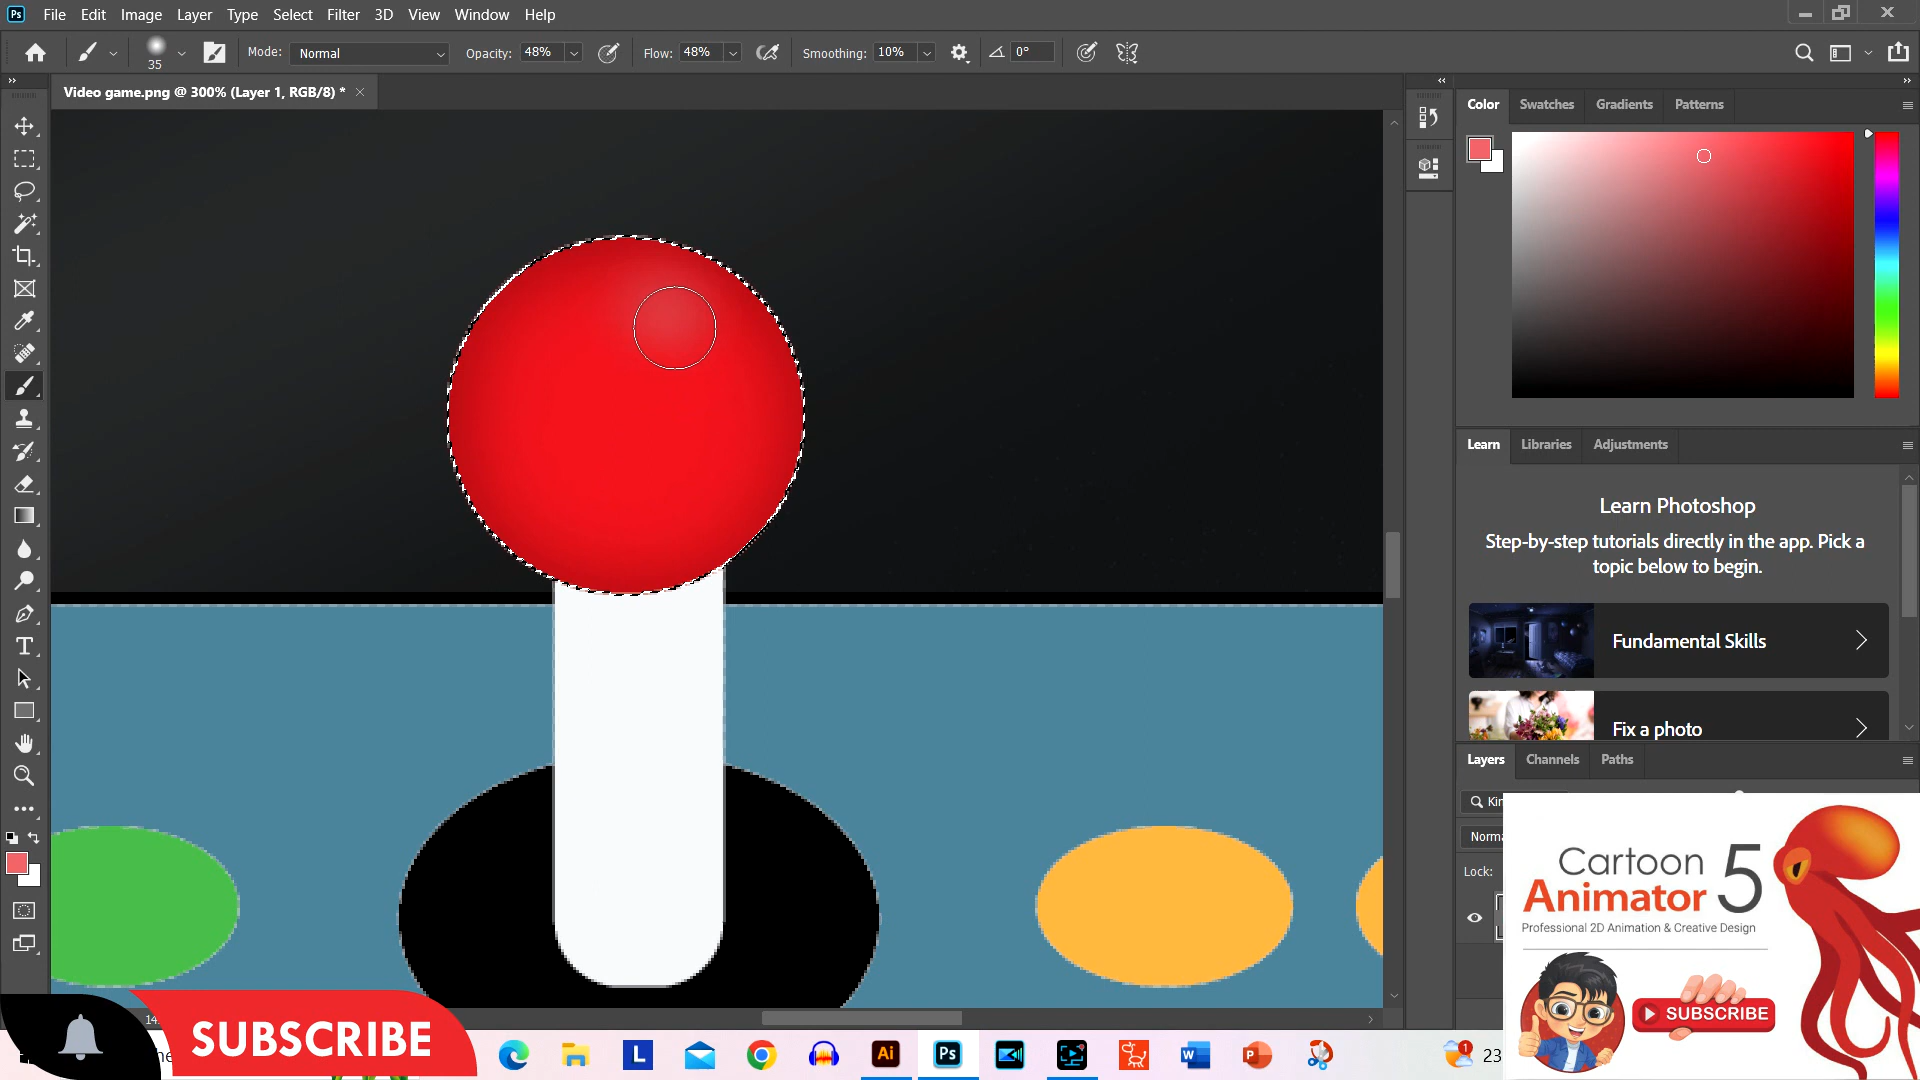 Ps File Edit Image Layer Type Select Filter 3D View Window Help
35 Mode: Normal Opacity: 48% Flow: 48% Smoothing: 10% 0°
Video game.png @ 300% (Layer 1, RGB/8) *
Color Swatches Gradients Patterns
Learn Libraries Adjustments
Learn Photoshop
Step-by-step tutorials directly in the app. Pick a
topic below to begin.
Fundamental Skills
Fix a photo
Layers Channels Paths
Lock:
Cartoon
Animator 5
Professional 2D Animation & Creative Design
SUBSCRIBE
SUBSCRIBE
L Ai Ps W P 1 23